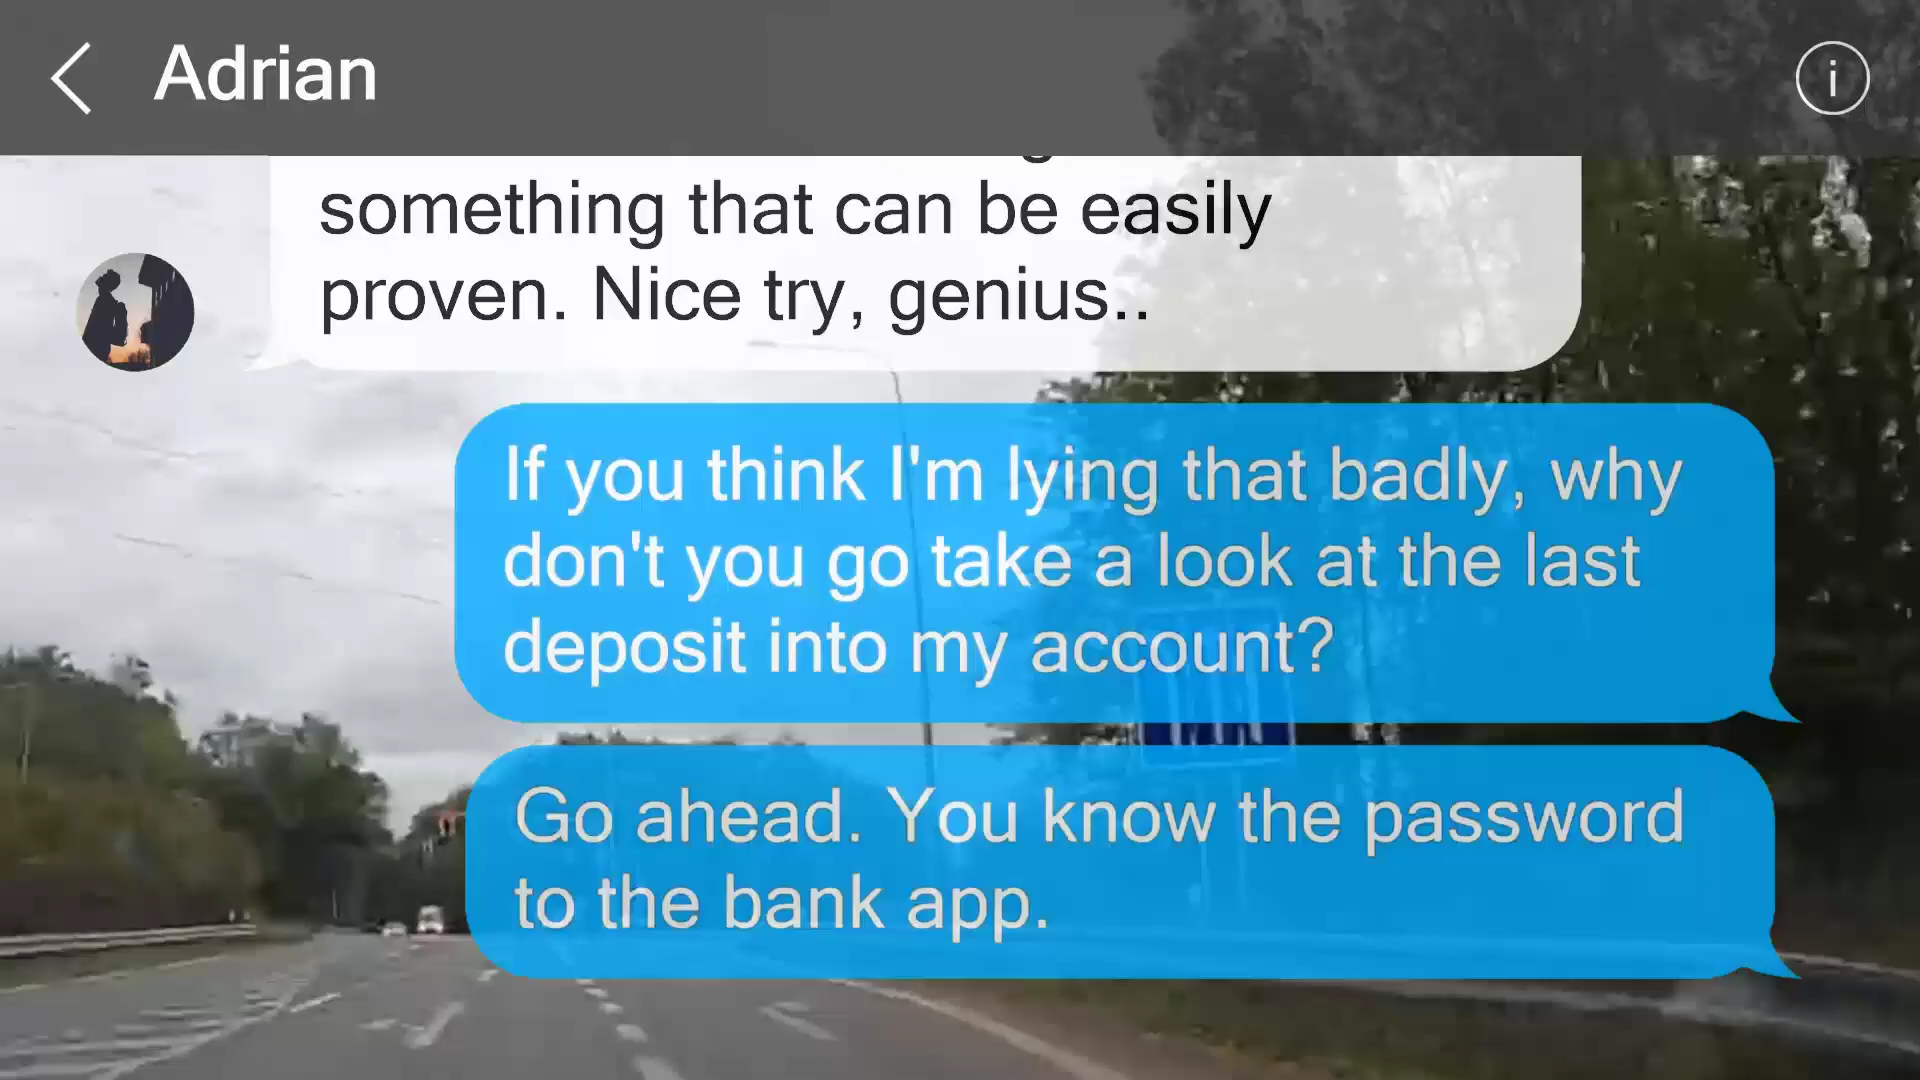 Adrian
something that can be easily
proven. Nice try, genius..
If you think I'm lying that badly, why
don't you go take a look at the last
deposit into my account?
Go ahead. You know the password
to the bank app.